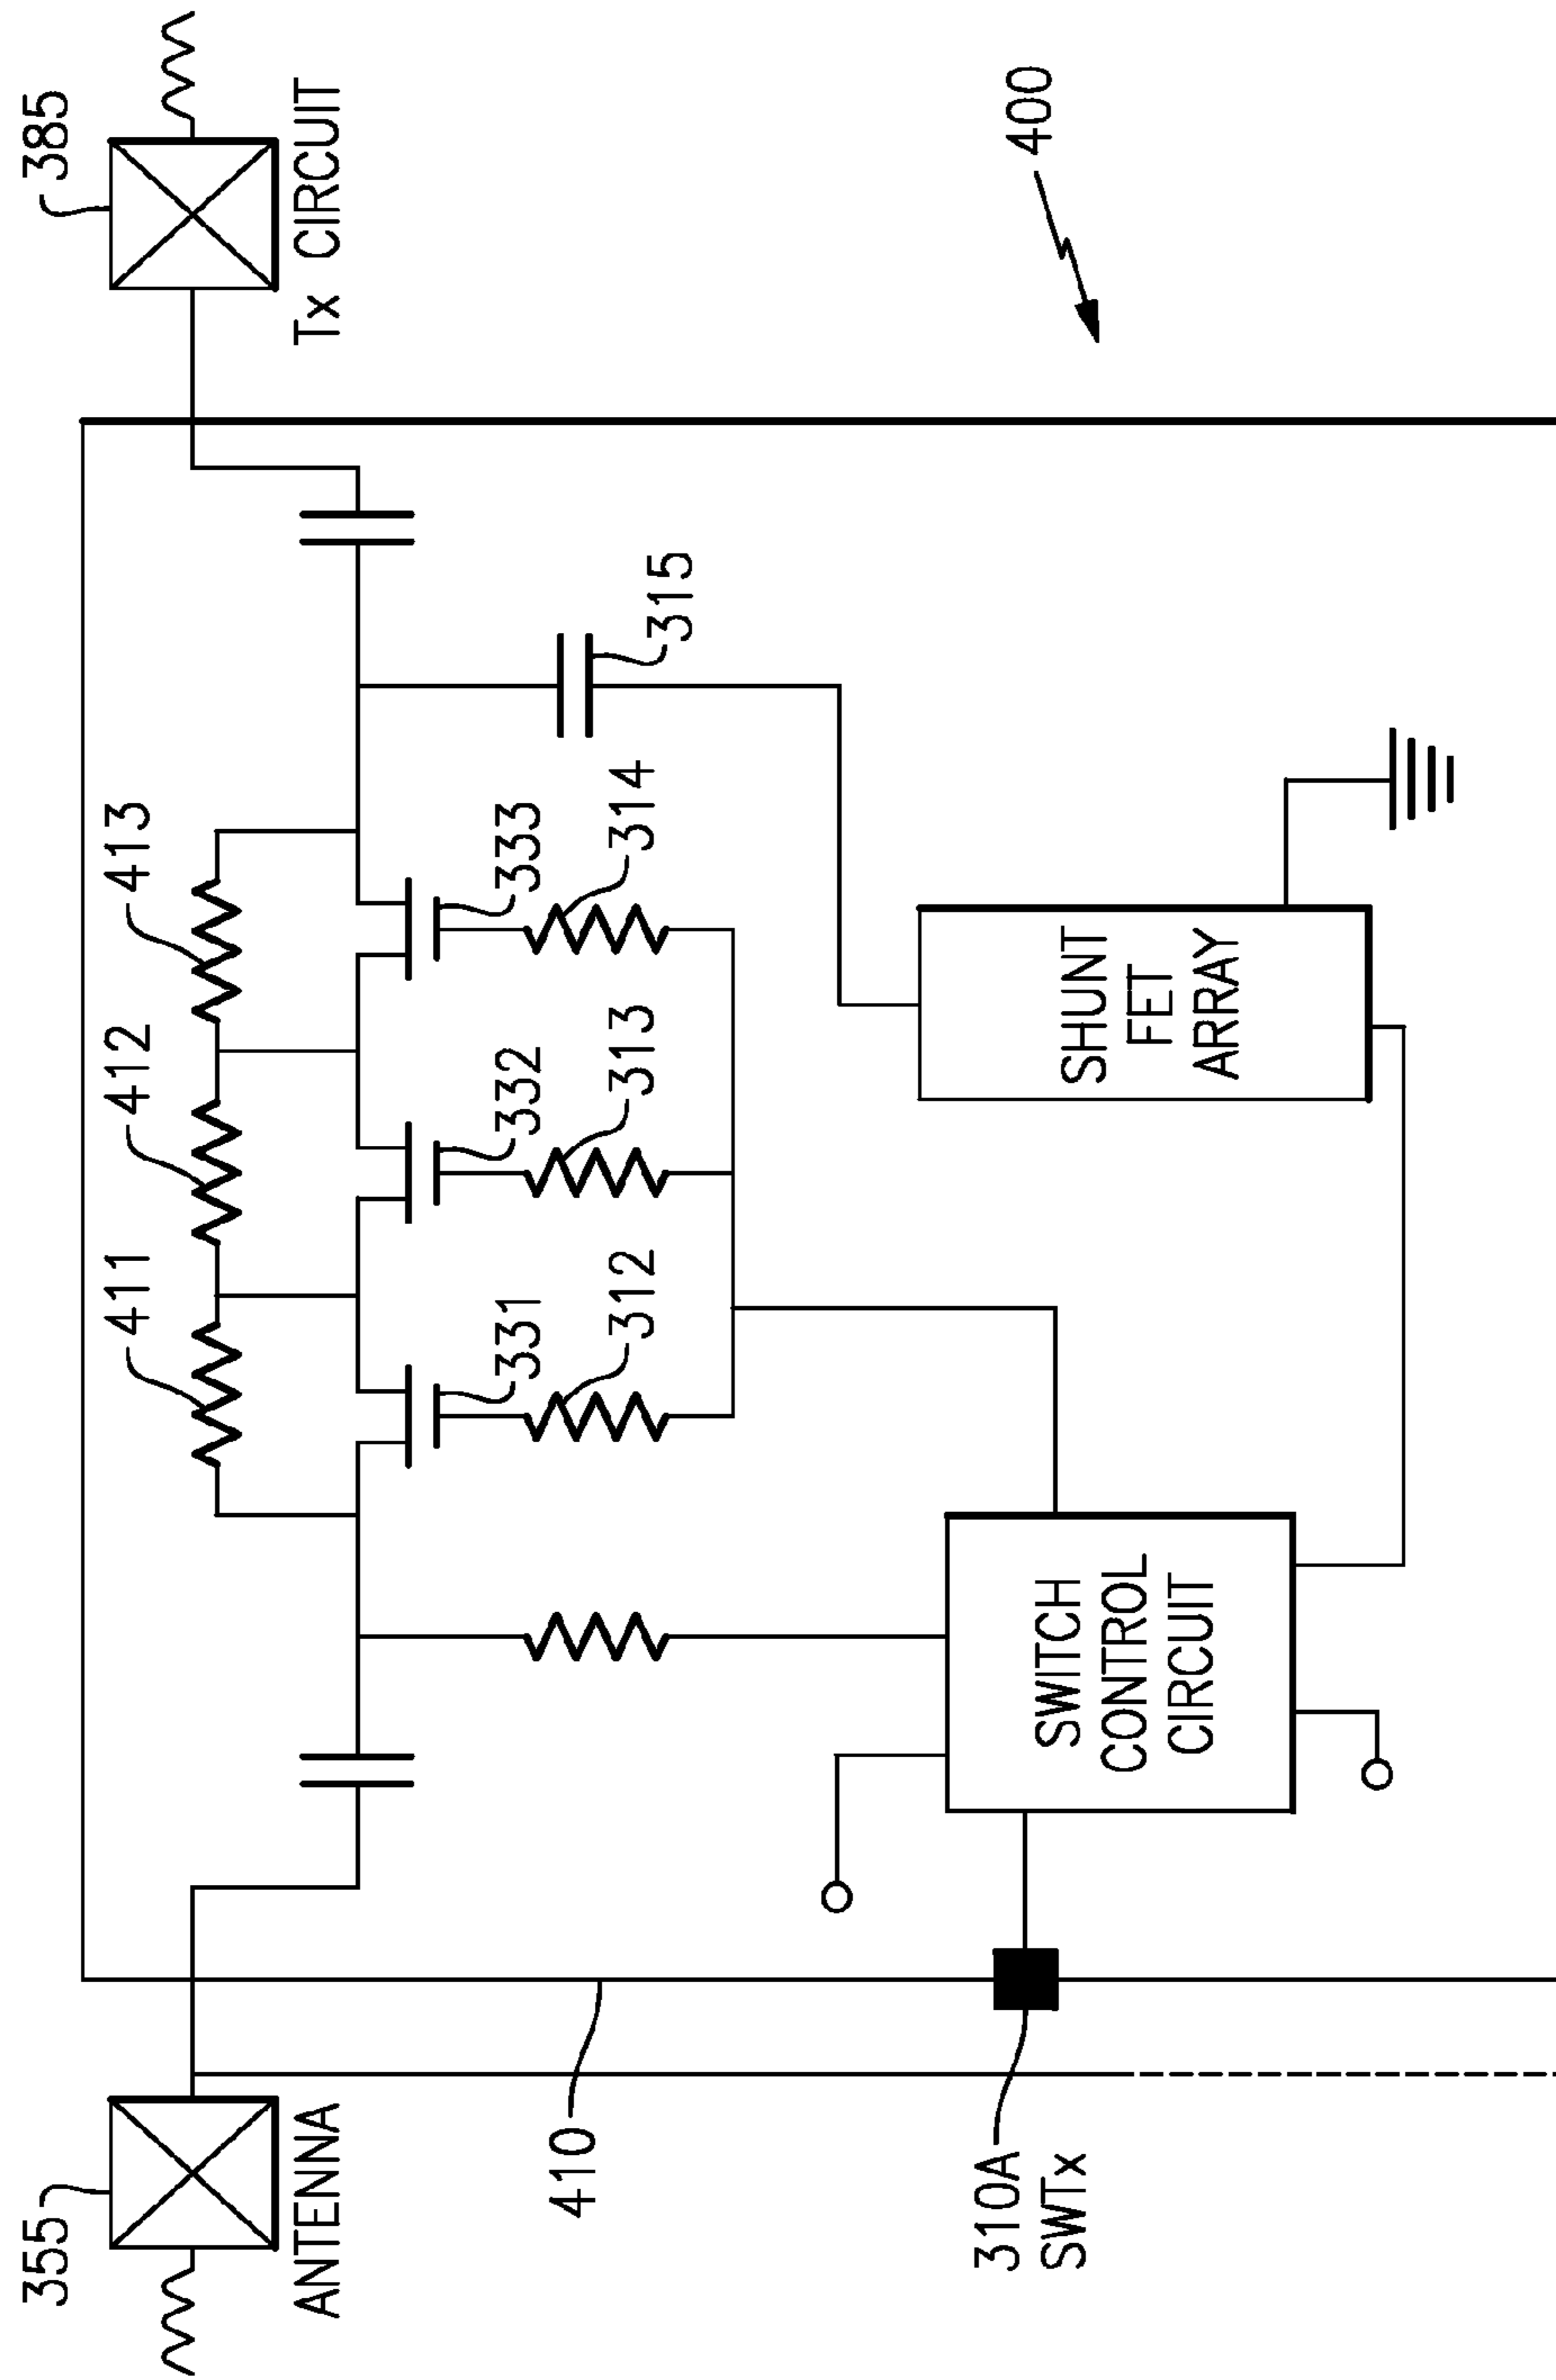 355
ANTENNA
385
Tx CIRCUIT
411
412
413
331
332
333
312
313
314
315
410
310A
SWTx
SWITCH
CONTROL
CIRCUIT
SHUNT
FET
ARRAY
400